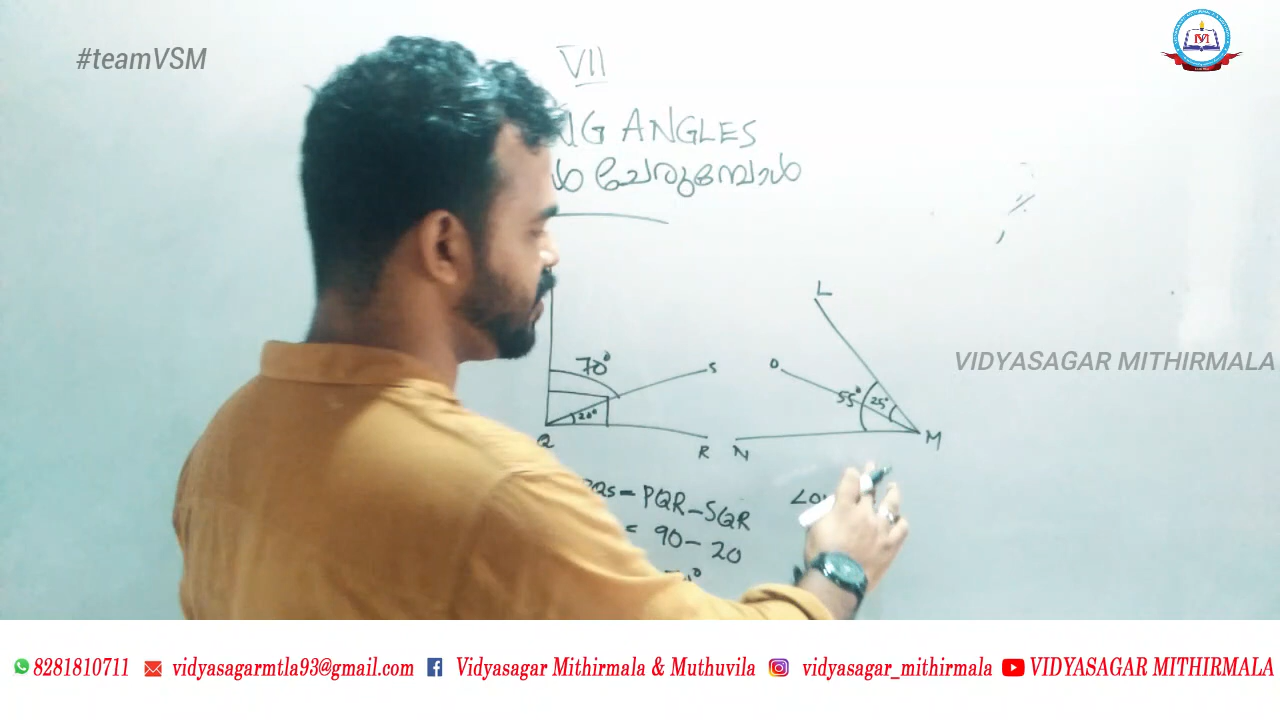 #teamVSM
VII
ANGLES
ചേരുമ്പോൾ
L
70°
S
O
55°
25°
20°
Q
R
N
M
= PQR - SQR
= 90 - 20
VIDYASAGAR MITHIRMALA
8281810711 vidyasagarmtla93@gmail.com Vidyasagar Mithirmala & Muthuvila vidyasagar_mithirmala VIDYASAGAR MITHIRMALA